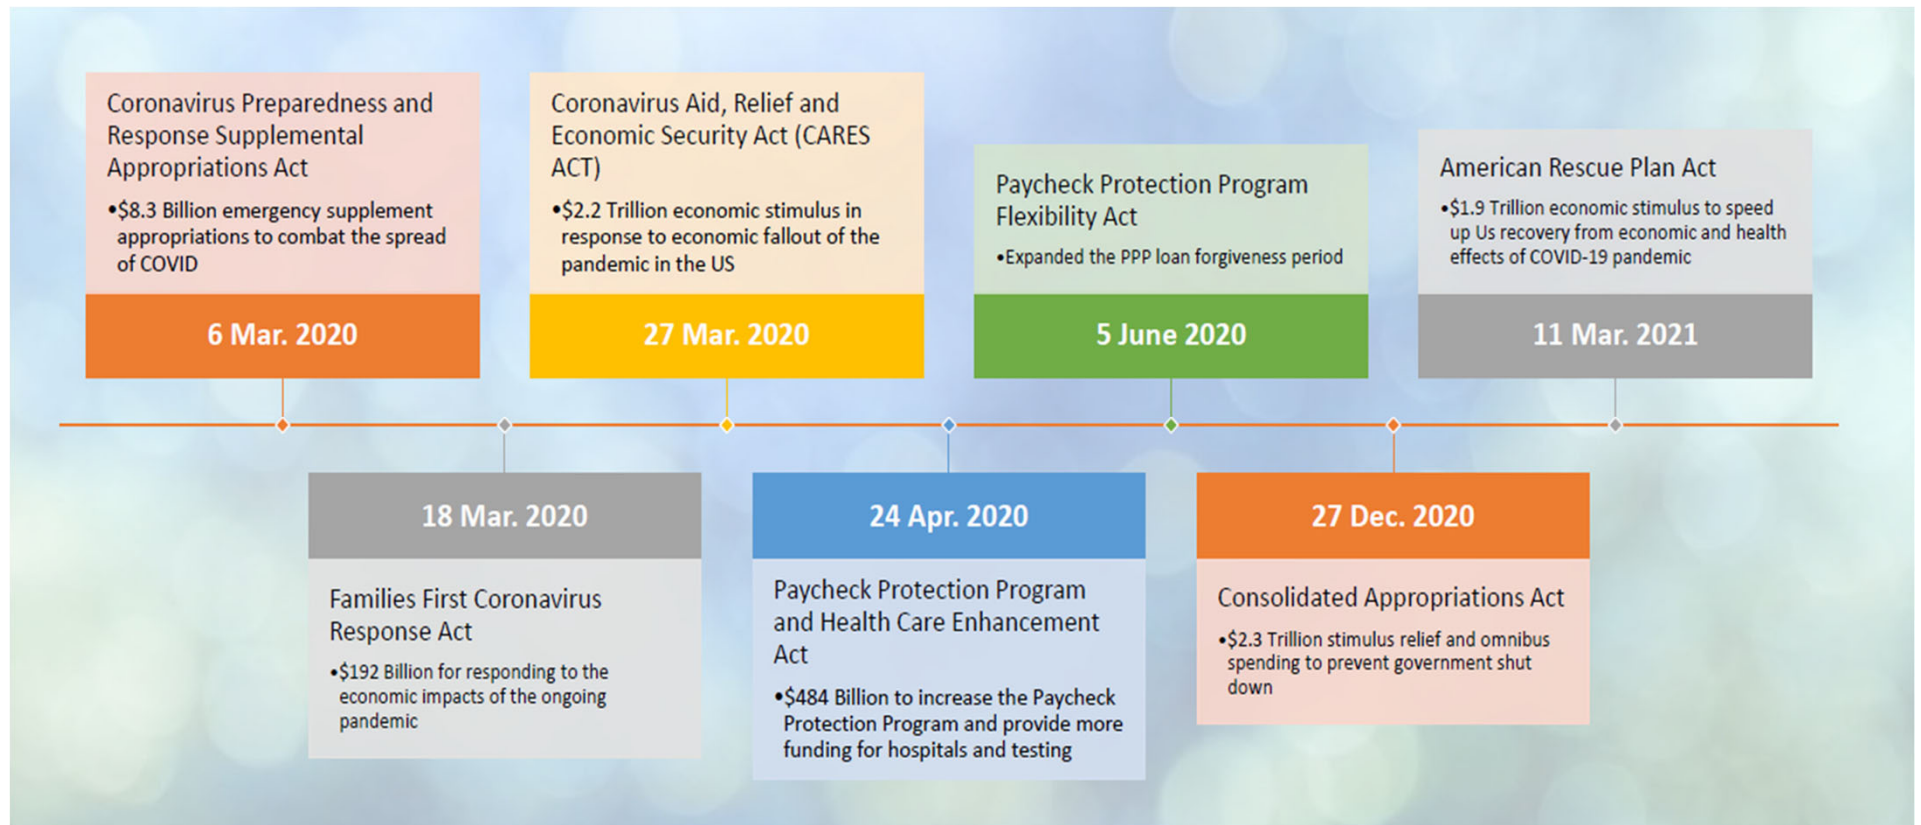 Coronavirus Preparedness and
Response Supplemental
Appropriations Act
•$8.3 Billion emergency supplement
appropriations to combat the spread
of COVID
6 Mar. 2020
18 Mar. 2020
Families First Coronavirus
Response Act
•$192 Billion for responding to the
economic impacts of the ongoing
pandemic
Coronavirus Aid, Relief and
Economic Security Act (CARES
ACT)
•$2.2 Trillion economic stimulus in
response to economic fallout of the
pandemic in the US
27 Mar. 2020
24 Apr. 2020
Paycheck Protection Program
and Health Care Enhancement
Act
•$484 Billion to increase the Paycheck
Protection Program and provide more
funding for hospitals and testing
Paycheck Protection Program
Flexibility Act
•Expanded the PPP loan forgiveness period
5 June 2020
27 Dec. 2020
Consolidated Appropriations Act
•$2.3 Trillion stimulus relief and omnibus
spending to prevent government shut
down
American Rescue Plan Act
•$1.9 Trillion economic stimulus to speed
up Us recovery from economic and health
effects of COVID-19 pandemic
11 Mar. 2021